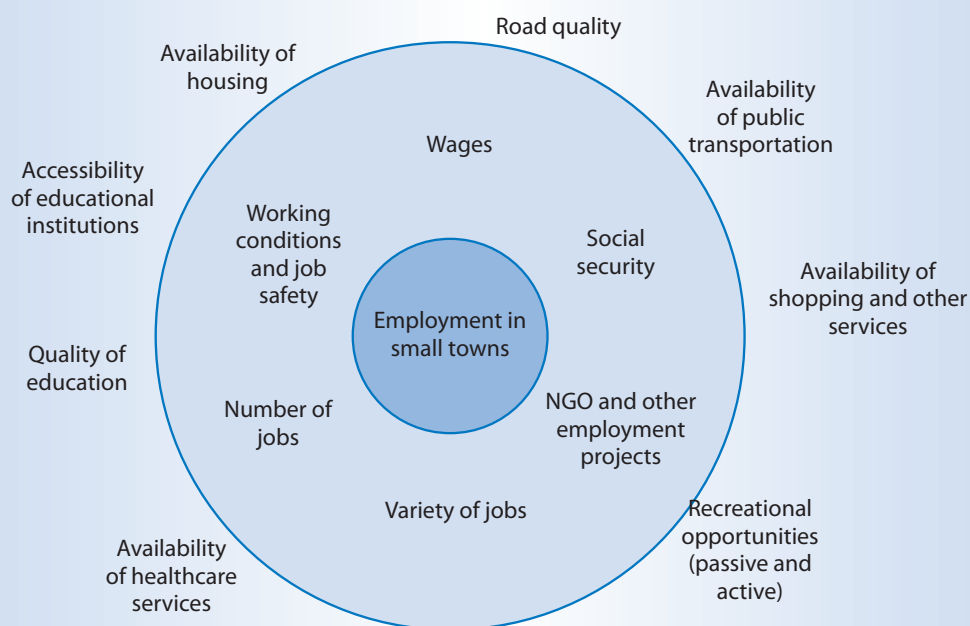 Road quality
Availability of
housing
Availability
of public
transportation
Wages
Accessibility
of educational
institutions
Working
conditions
and job
safety
Social
security
Availability of
shopping and other
services
Employment in
small towns
Quality of
education
Number of
jobs
NGO and other
employment
projects
Variety of jobs
Recreational
opportunities
(passive and
active)
Availability
of healthcare
services